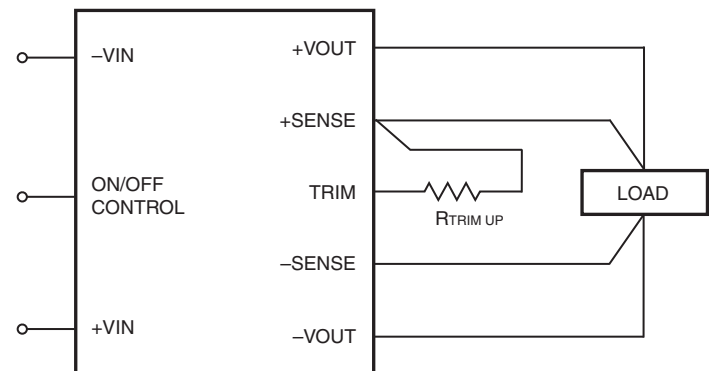 –VIN
+VOUT
+SENSE
ON/OFF
CONTROL
TRIM
RTRIM UP
LOAD
–SENSE
+VIN
–VOUT